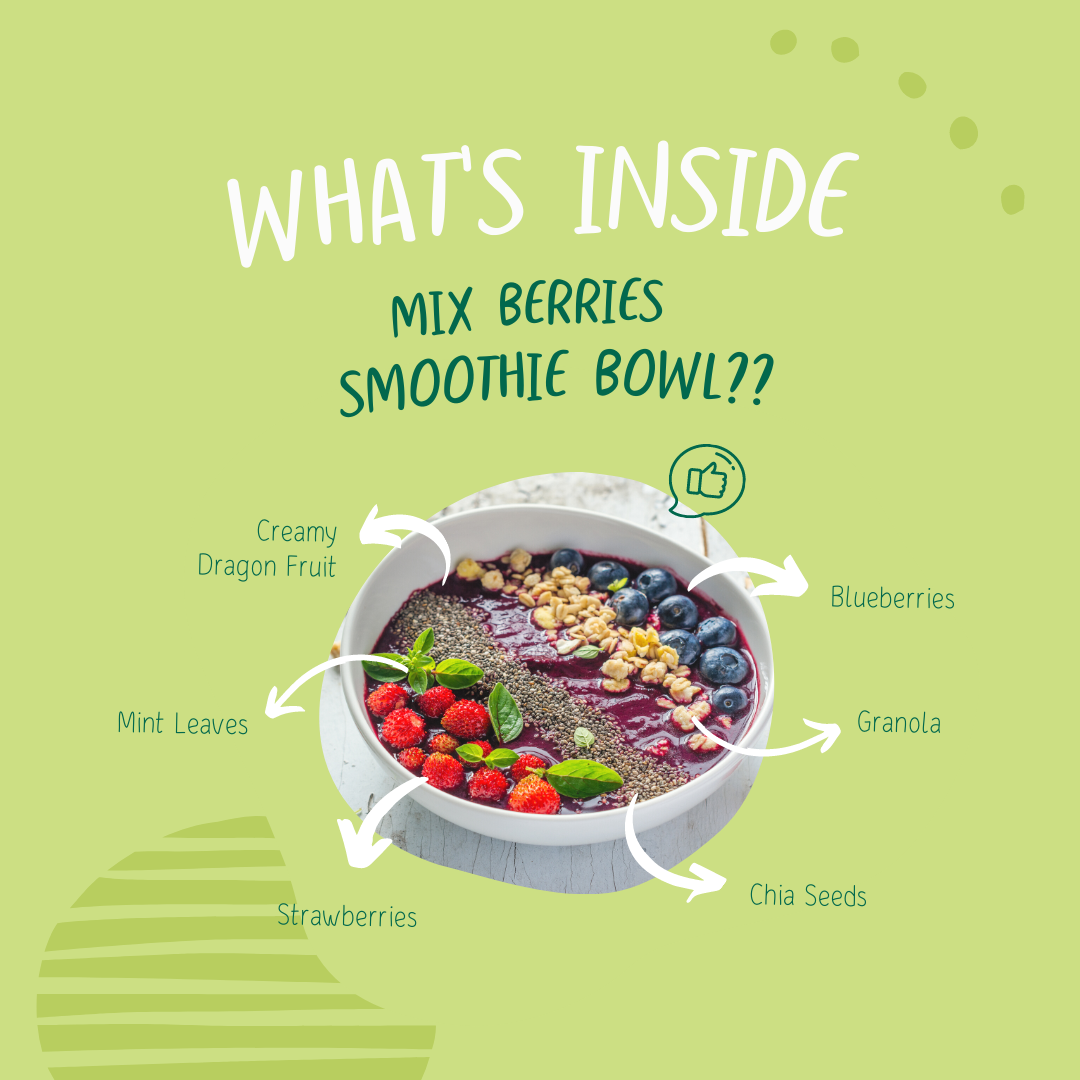 WHAT'S INSIDE
MIX BERRIES
SMOOTHIE BOWL??
Creamy
Dragon Fruit
Blueberries
Mint Leaves
Granola
Chia Seeds
Strawberries